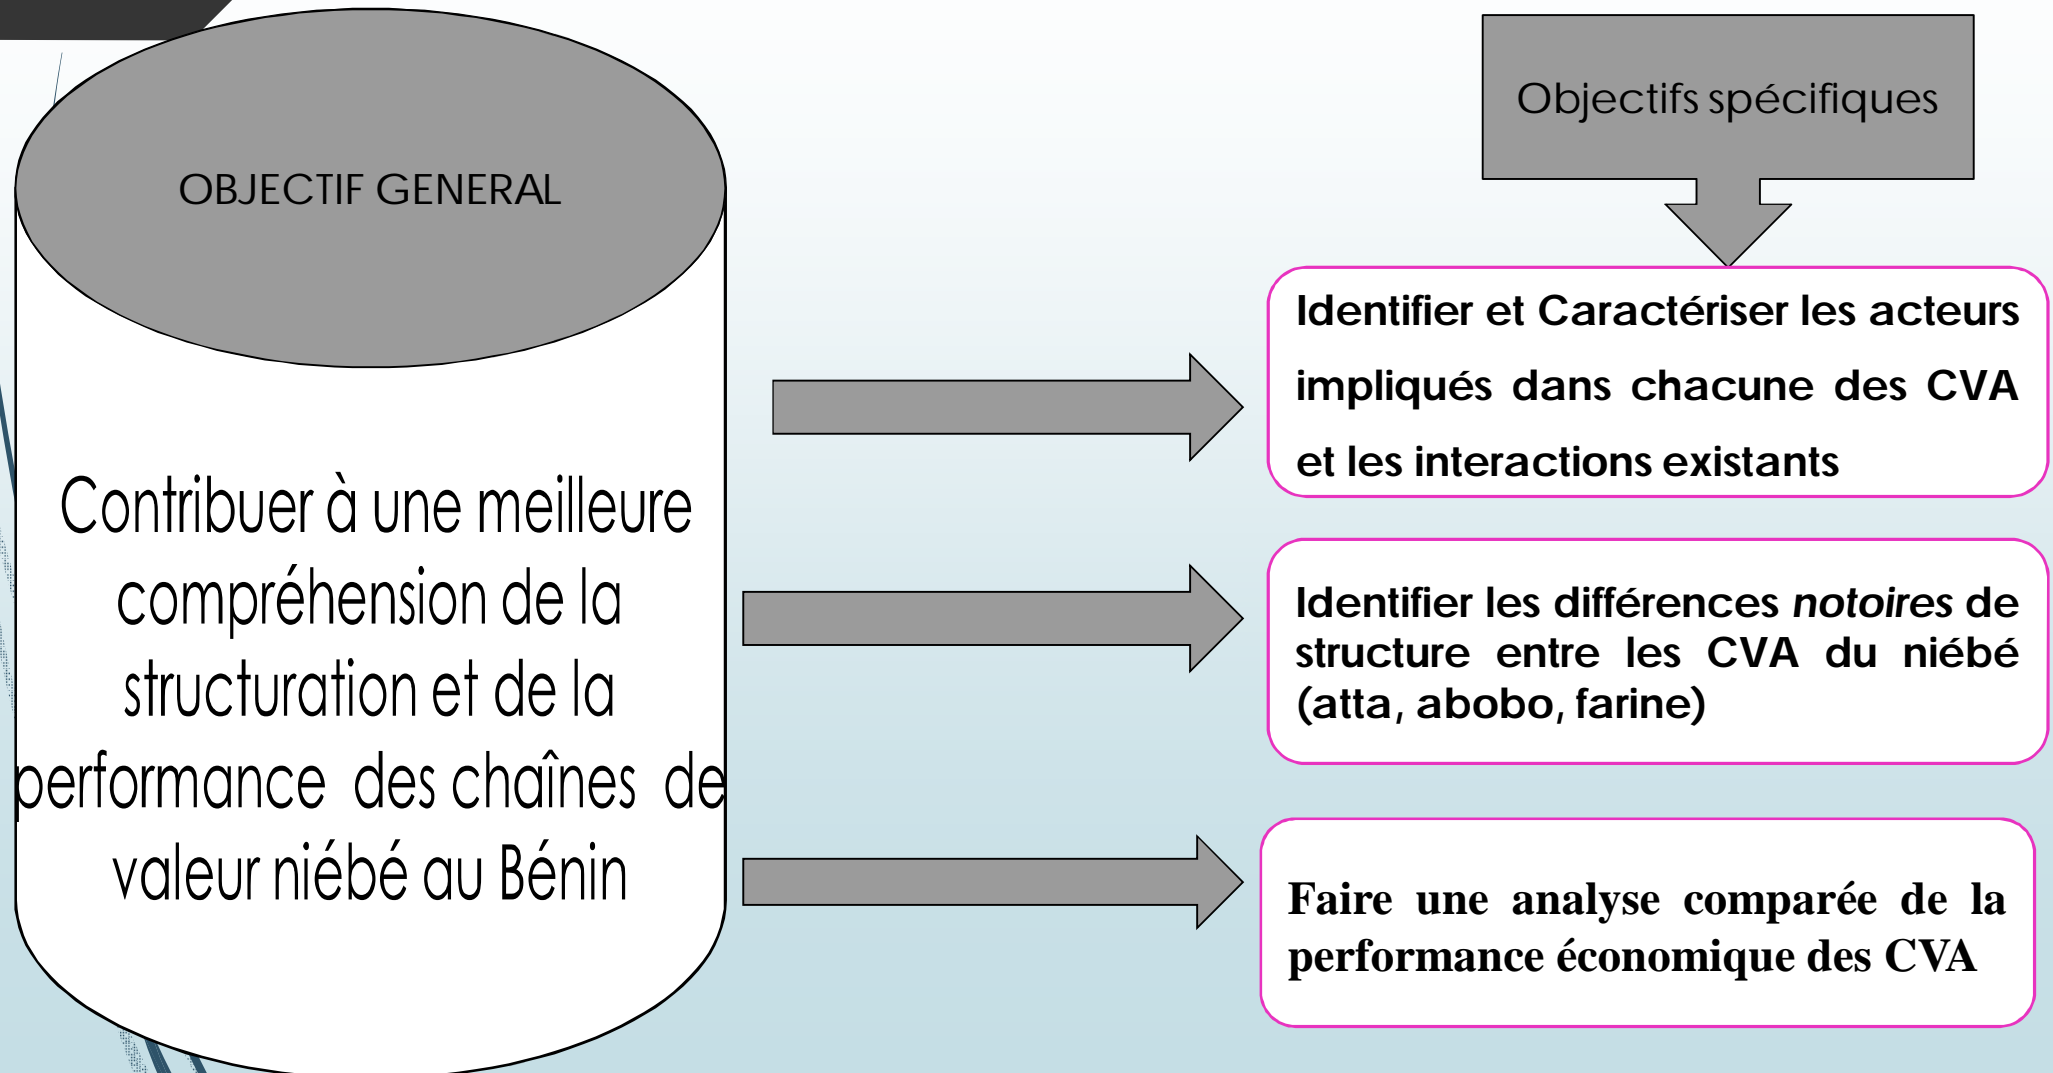 OBJECTIF GENERAL
Contribuer à une meilleure
compréhension de la
structuration et de la
performance des chaînes de
valeur niébé au Bénin
Objectifs spécifiques
Identifier et Caractériser les acteurs
impliqués dans chacune des CVA
et les interactions existants
Identifier les différences notoires de
structure entre les CVA du niébé
(atta, abobo, farine)
Faire une analyse comparée de la
performance économique des CVA